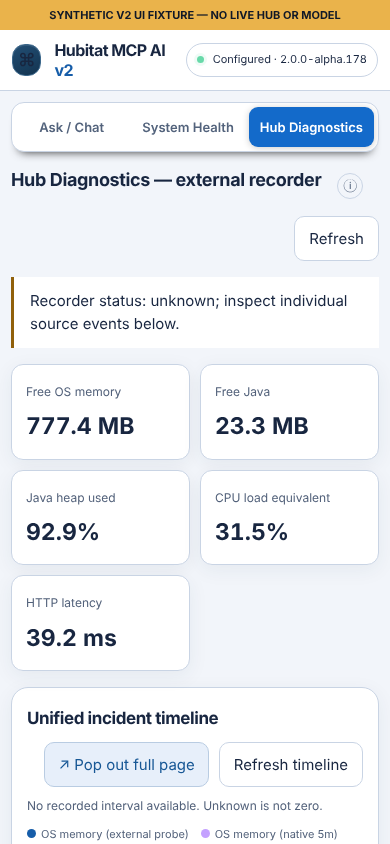 SYNTHETIC V2 UI FIXTURE — NO LIVE HUB OR MODEL
Hubitat MCP AI
v2
Configured · 2.0.0-alpha.178
Ask / Chat
System Health
Hub Diagnostics
Hub Diagnostics — external recorder
Refresh
Recorder status: unknown; inspect individual
source events below.
Free OS memory
777.4 MB
Free Java
23.3 MB
Java heap used
92.9%
CPU load equivalent
31.5%
HTTP latency
39.2 ms
Unified incident timeline
↗ Pop out full page
Refresh timeline
No recorded interval available. Unknown is not zero.
OS memory (external probe)
OS memory (native 5m)